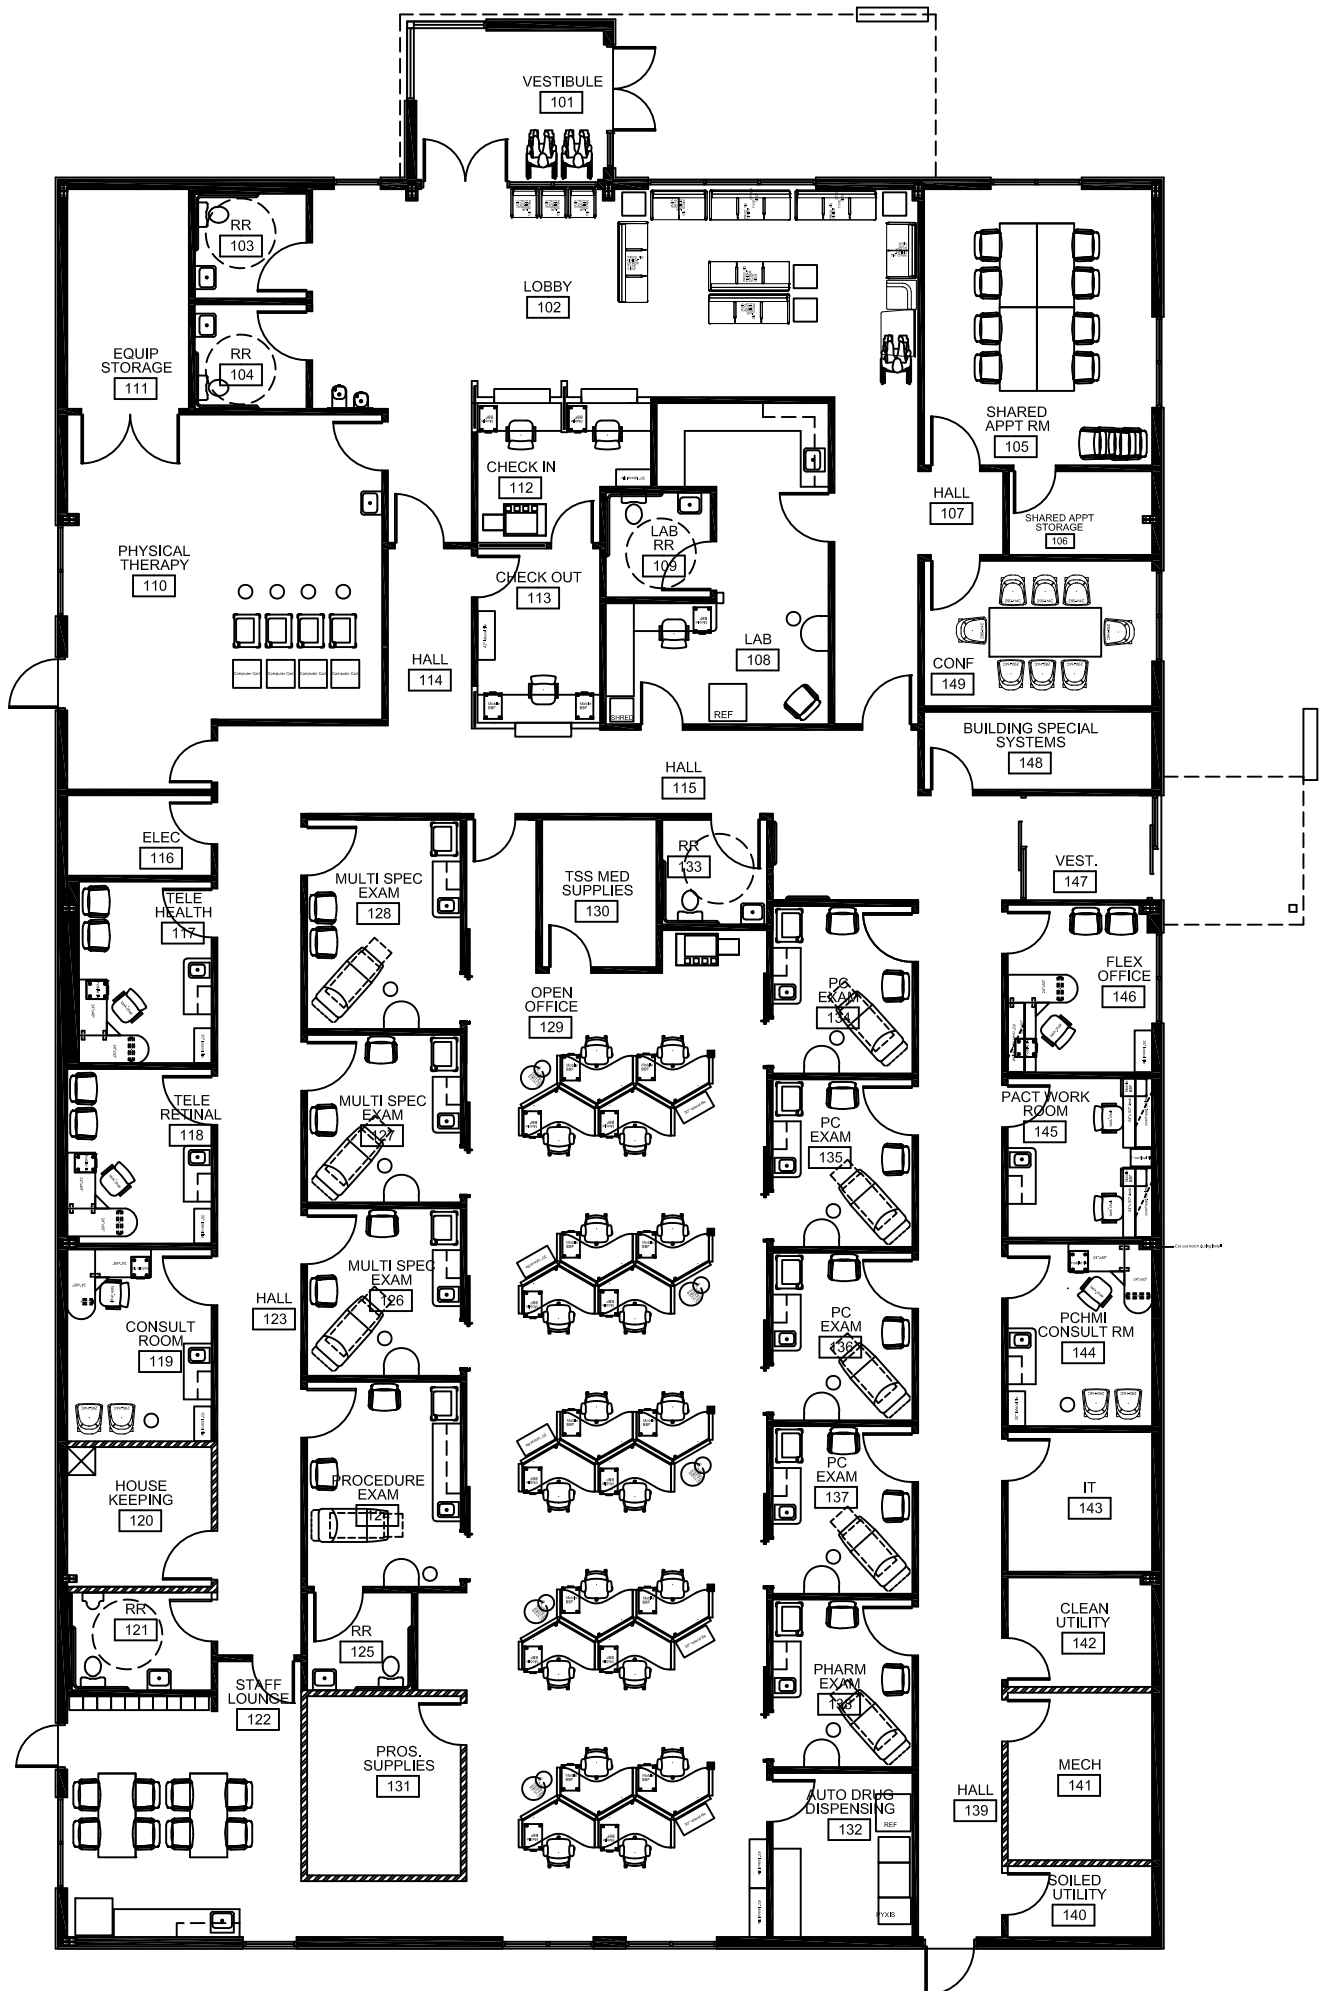 VESTIBULE
101
RR
103
LOBBY
102
EQUIP
STORAGE
111
RR
104
SHARED
APPT RM
105
CHECK IN
112
HALL
107
SHARED APPT
STORAGE
106
LAB
RR
109
PHYSICAL
THERAPY
110
CHECK OUT
113
LAB
108
HALL
114
CONF
149
SHRED
REF
BUILDING SPECIAL
SYSTEMS
148
HALL
115
ELEC
116
VEST.
147
RR
133
TSS MED
SUPPLIES
130
MULTI SPEC
EXAM
128
TELE
HEALTH
117
OPEN
OFFICE
129
PC
EXAM
134
FLEX
OFFICE
146
TELE
RETINAL
118
MULTI SPEC
EXAM
127
PC
EXAM
135
PACT WORK
ROOM
145
HALL
123
MULTI SPEC
EXAM
126
CONSULT
ROOM
119
PC
EXAM
136
PCHMI
CONSULT RM
144
HOUSE
KEEPING
120
PROCEDURE
EXAM
PC
EXAM
137
IT
143
RR
121
RR
125
CLEAN
UTILITY
142
STAFF
LOUNGE
122
PHARM
EXAM
138
PROS.
SUPPLIES
131
MECH
141
AUTO DRUG
DISPENSING
132
REF
HALL
139
PYXIS
SOILED
UTILITY
140